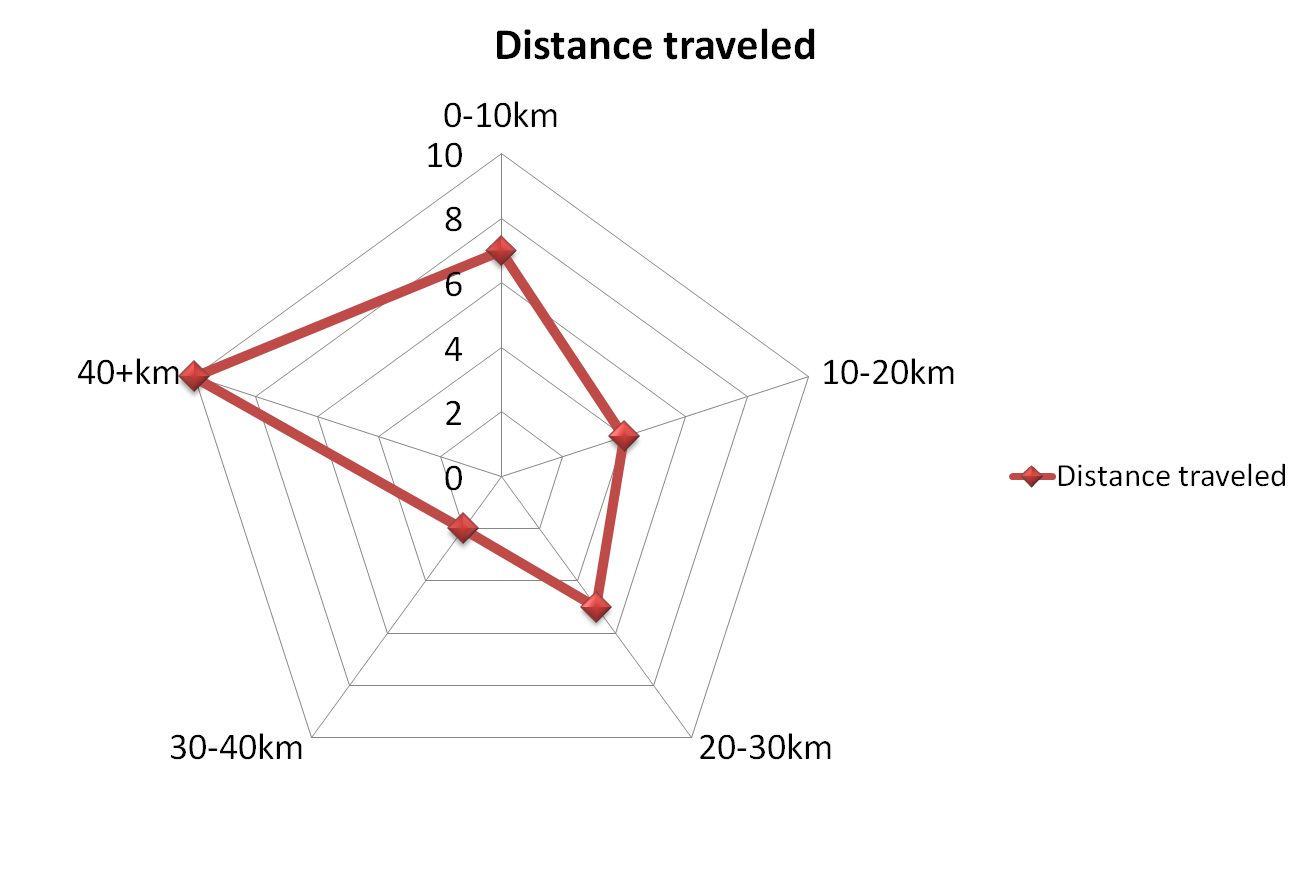 Distance traveled
0-10km
10
8
6
4
2
0
40+km
10-20km
Distance traveled
30-40km
20-30km